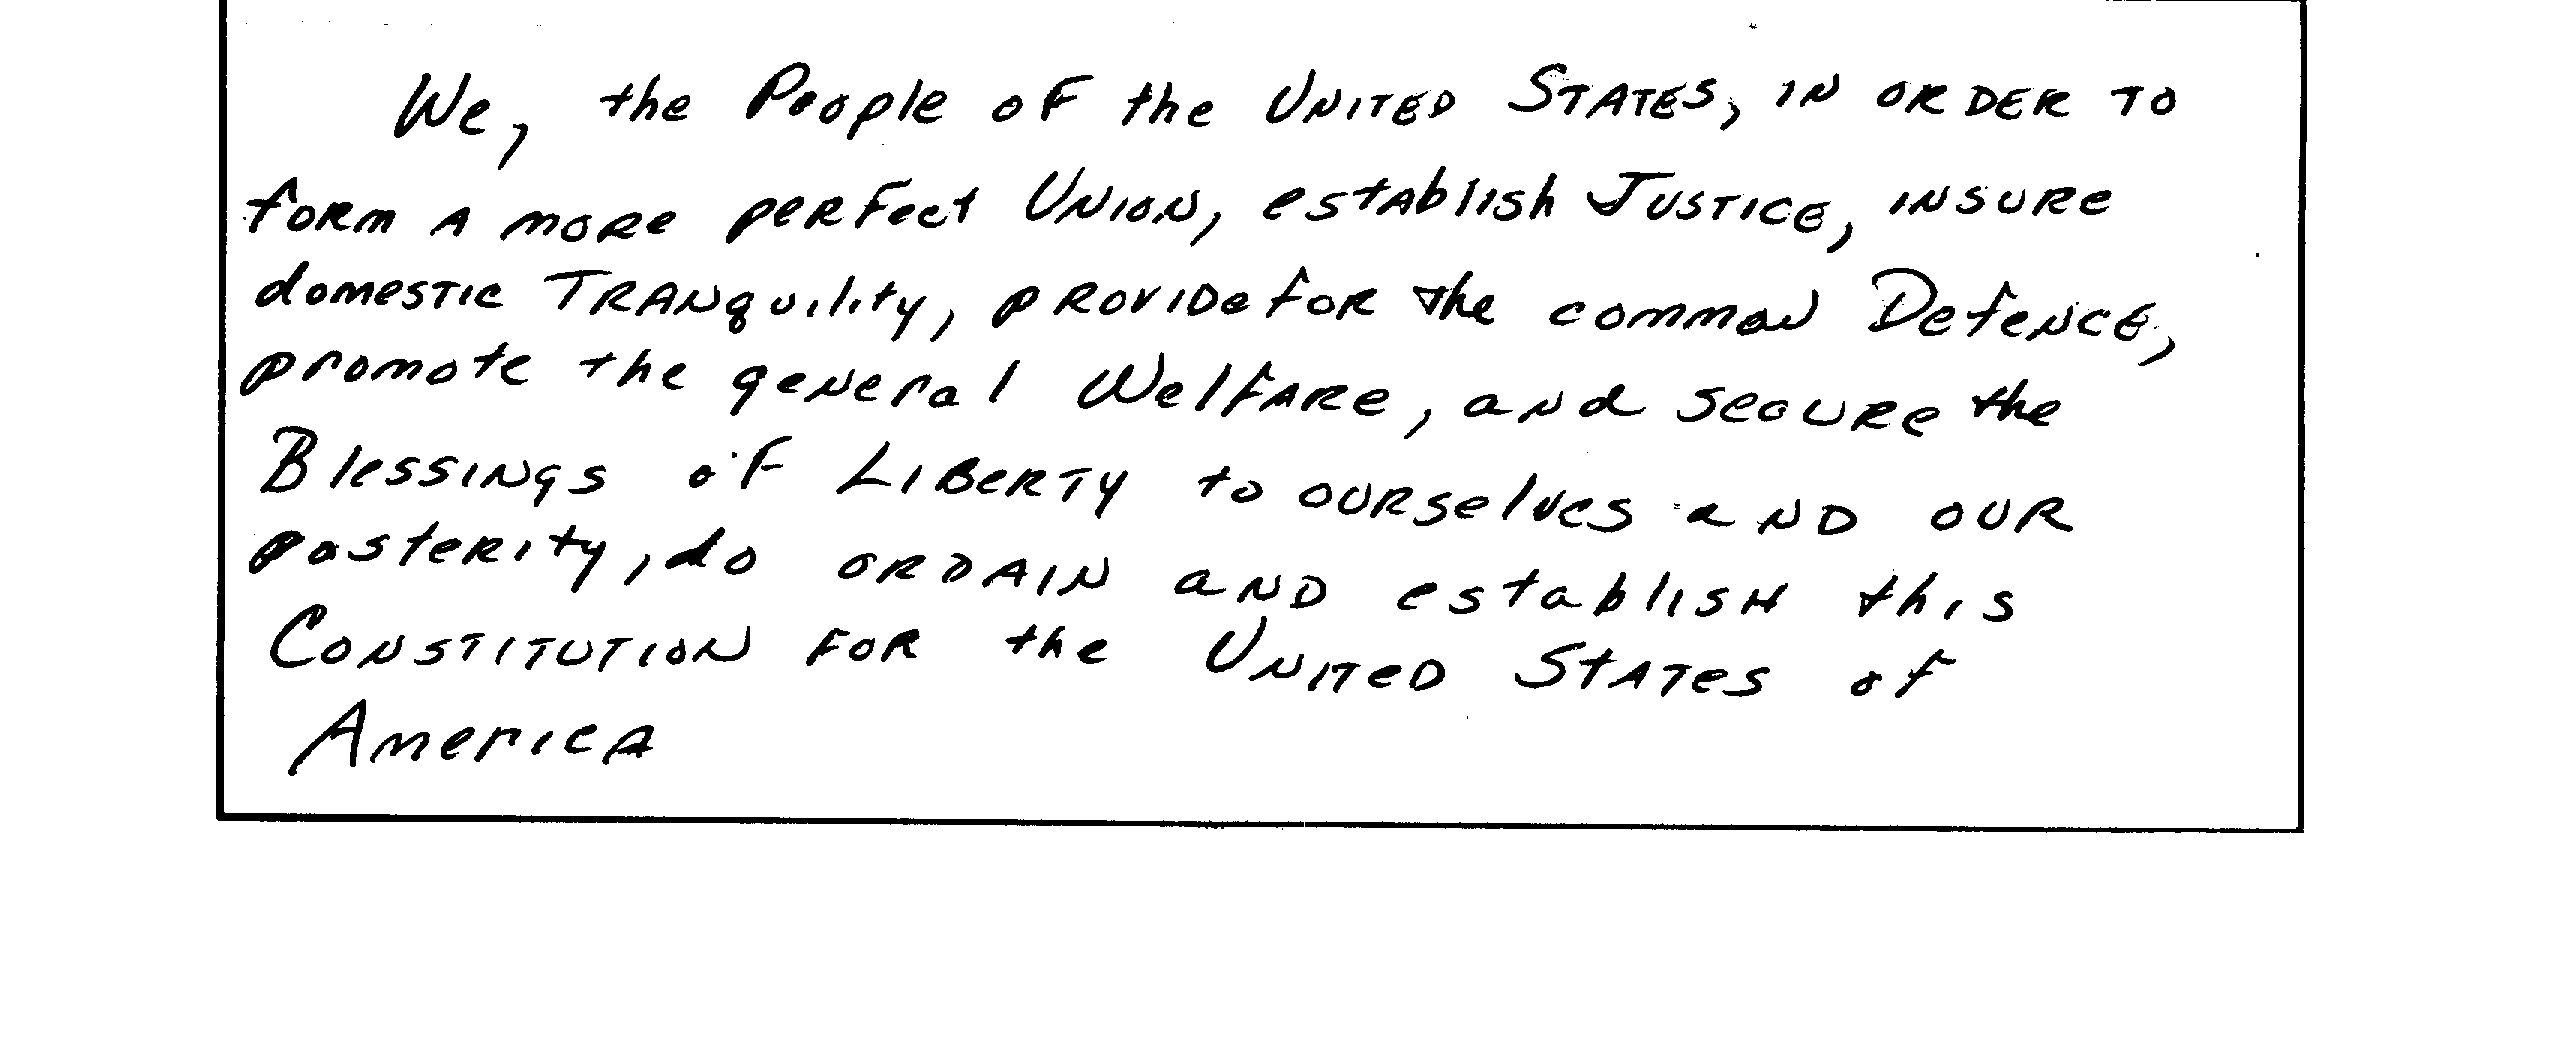 We, the People of the United States, in order to
form a more perfect Union, establish Justice, insure
domestic Tranquility, provide for the common Defence,
promote the general Welfare, and secure the
Blessings of Liberty to ourselves and our
posterity, do ordain and establish this
Constitution for the United States of
America